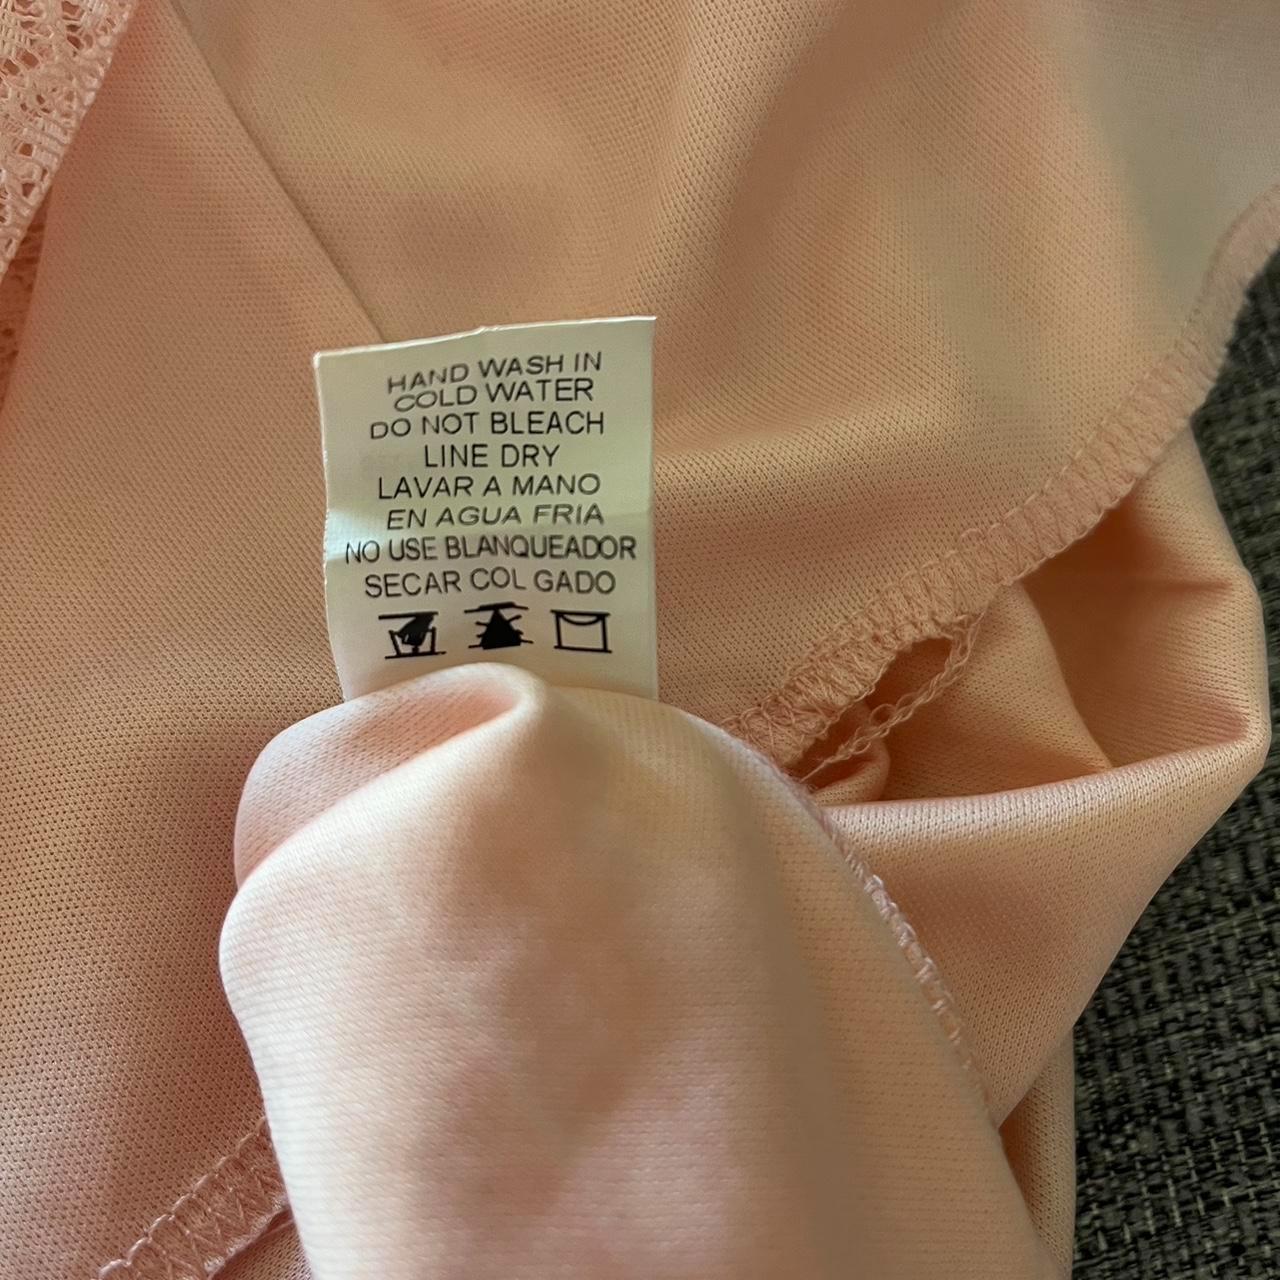 HAND WASH IN
COLD WATER
DO NOT BLEACH
LINE DRY
LAVAR A MANO
EN AGUA FRIA
NO USE BLANQUEADOR
SECAR COL GADO